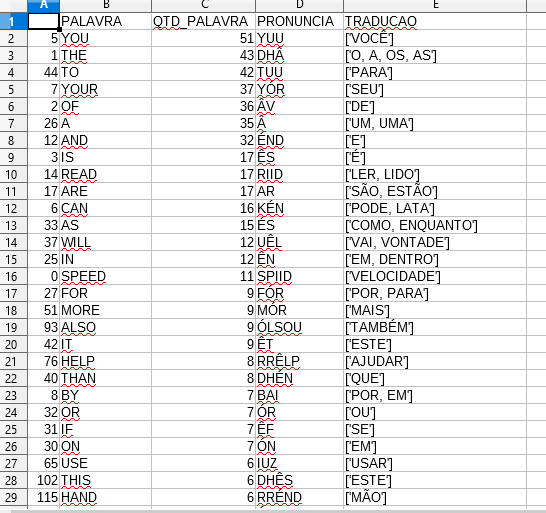 A B C D E
1 PALAVRA QTD_PALAVRA PRONUNCIA TRADUCAO
2 5 YOU 51 YUU ['VOCÊ']
3 1 THE 43 DHÂ ['O, A, OS, AS']
4 44 TO 42 TUU ['PARA']
5 7 YOUR 37 YÓR ['SEU']
6 2 OF 36 ÂV ['DE']
7 26 A 35 Â ['UM, UMA']
8 12 AND 32 ÉND ['E']
9 3 IS 17 ÊS ['É']
10 14 READ 17 RIID ['LER, LIDO']
11 17 ARE 17 AR ['SÃO, ESTÃO']
12 6 CAN 16 KÉN ['PODE, LATA']
13 33 AS 15 ÉS ['COMO, ENQUANTO']
14 37 WILL 12 UÊL ['VAI, VONTADE']
15 25 IN 12 ÊN ['EM, DENTRO']
16 0 SPEED 11 SPIID ['VELOCIDADE']
17 27 FOR 9 FÓR ['POR, PARA']
18 51 MORE 9 MÓR ['MAIS']
19 93 ALSO 9 ÓLSOU ['TAMBÉM']
20 42 IT 9 ÊT ['ESTE']
21 76 HELP 8 RRÊLP ['AJUDAR']
22 40 THAN 8 DHÉN ['QUE']
23 8 BY 7 BAI ['POR, EM']
24 32 OR 7 ÓR ['OU']
25 31 IF 7 ÊF ['SE']
26 30 ON 7 ÓN ['EM']
27 65 USE 6 IUZ ['USAR']
28 102 THIS 6 DHÊS ['ESTE']
29 115 HAND 6 RRÉND ['MÃO']